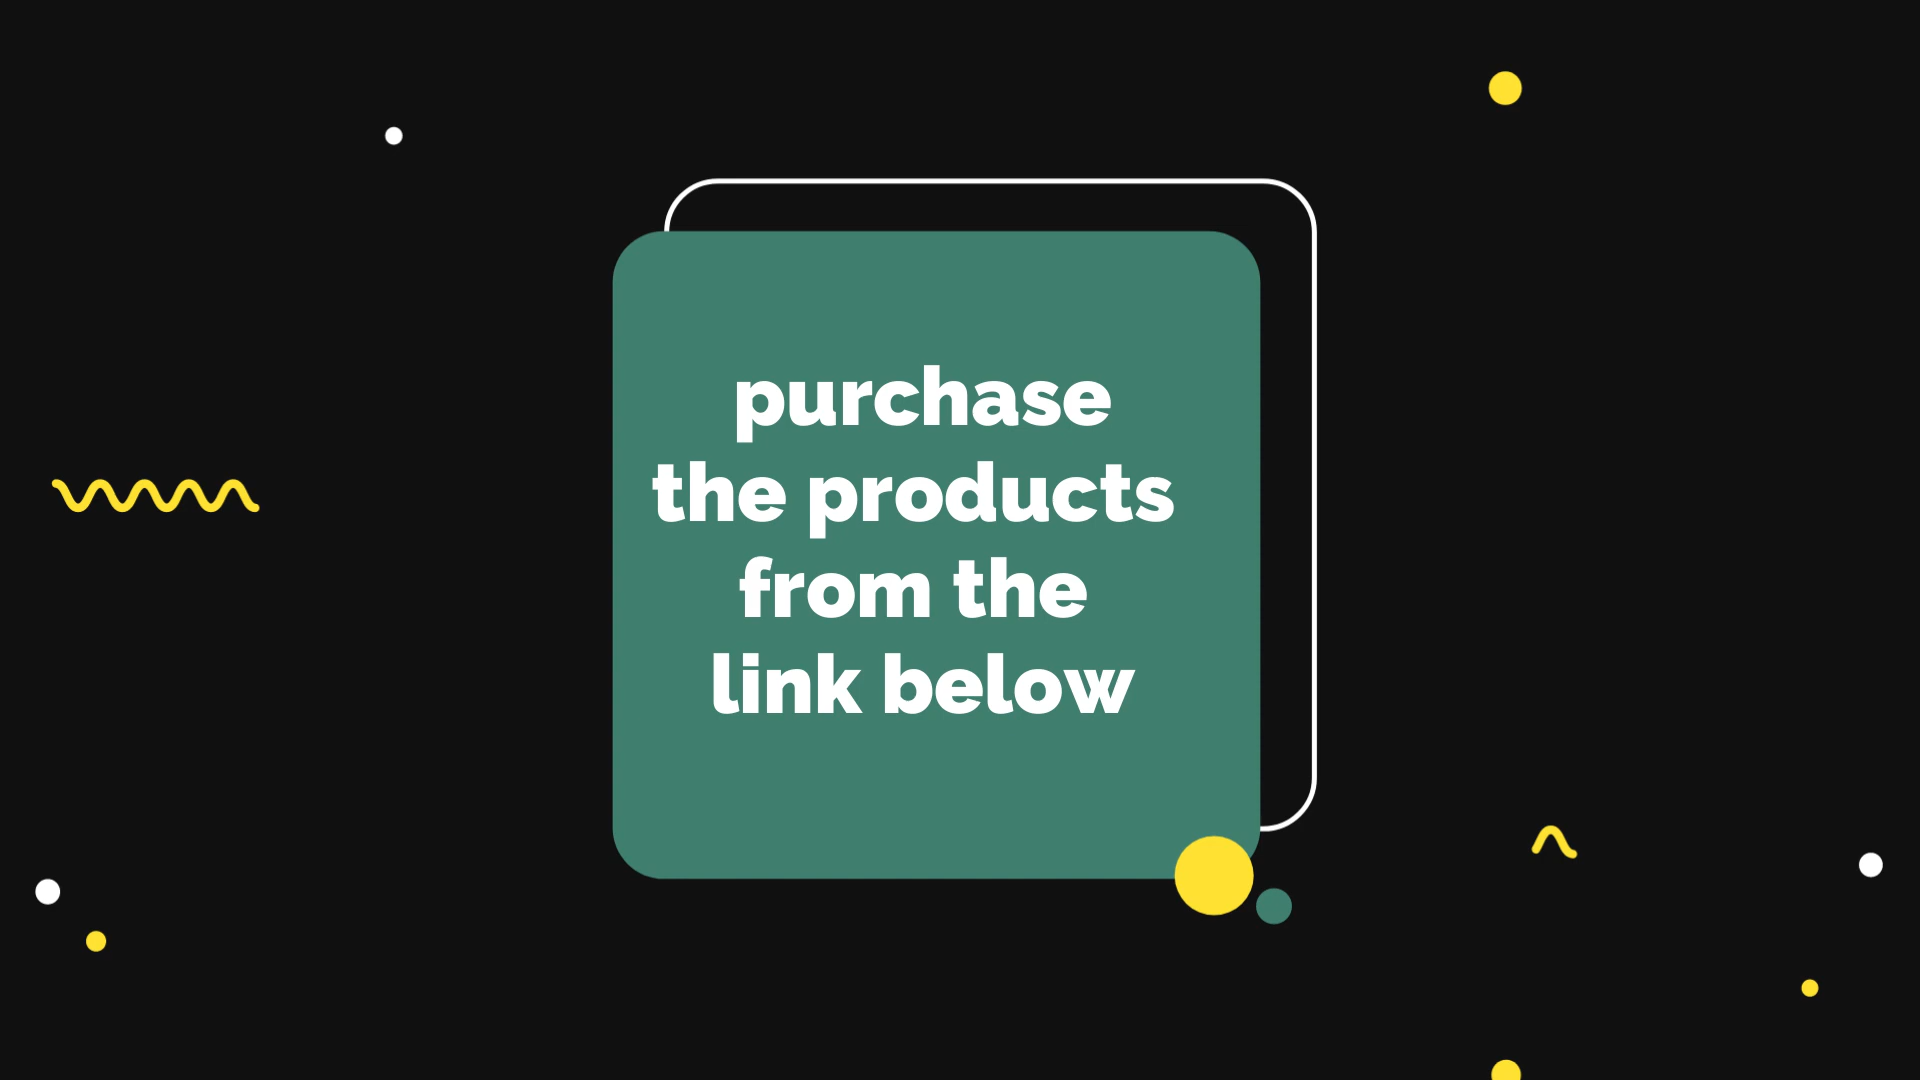 purchase
the products
from the
link below